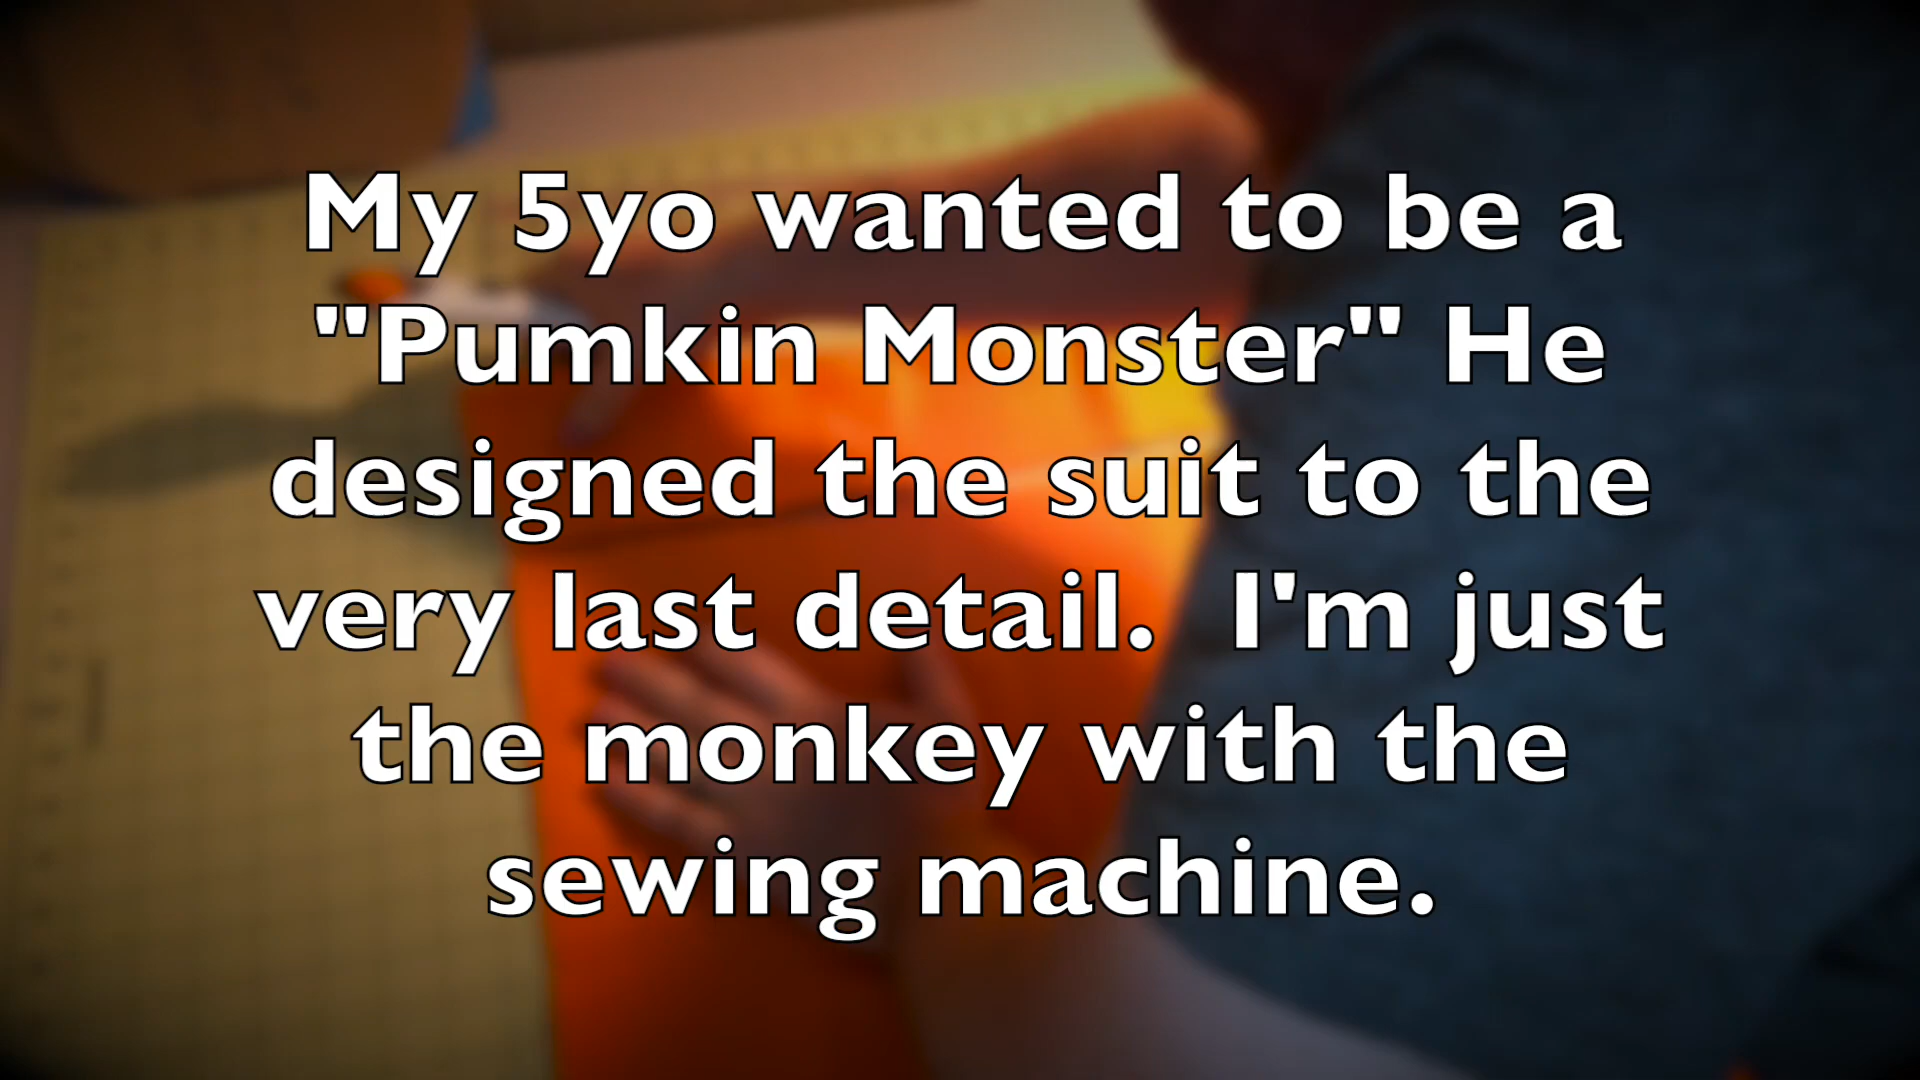 My 5yo wanted to be a
"Pumkin Monster" He
designed the suit to the
very last detail.  I'm just
the monkey with the
sewing machine.